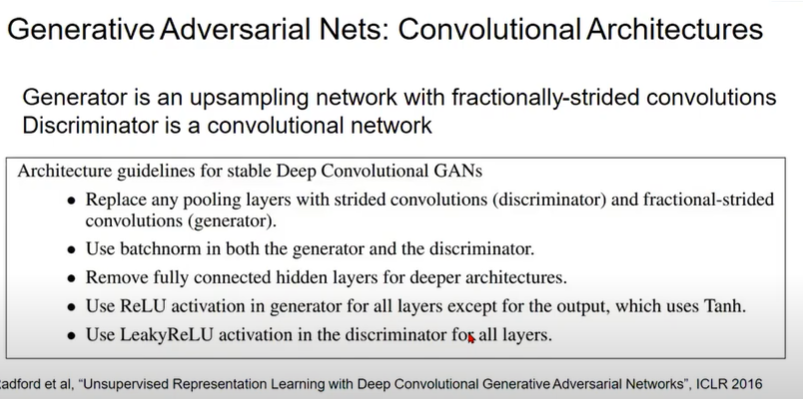 Generative Adversarial Nets: Convolutional Architectures
Generator is an upsampling network with fractionally-strided convolutions
Discriminator is a convolutional network
Architecture guidelines for stable Deep Convolutional GANs
• Replace any pooling layers with strided convolutions (discriminator) and fractional-strided
convolutions (generator).
• Use batchnorm in both the generator and the discriminator.
• Remove fully connected hidden layers for deeper architectures.
• Use ReLU activation in generator for all layers except for the output, which uses Tanh.
• Use LeakyReLU activation in the discriminator for all layers.
adford et al, “Unsupervised Representation Learning with Deep Convolutional Generative Adversarial Networks”, ICLR 2016